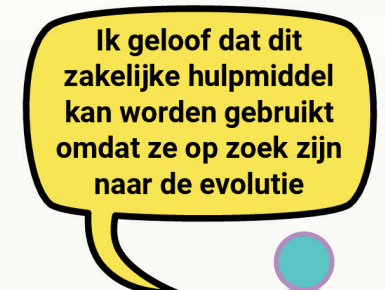 Ik geloof dat dit
zakelijke hulpmiddel
kan worden gebruikt
omdat ze op zoek zijn
naar de evolutie